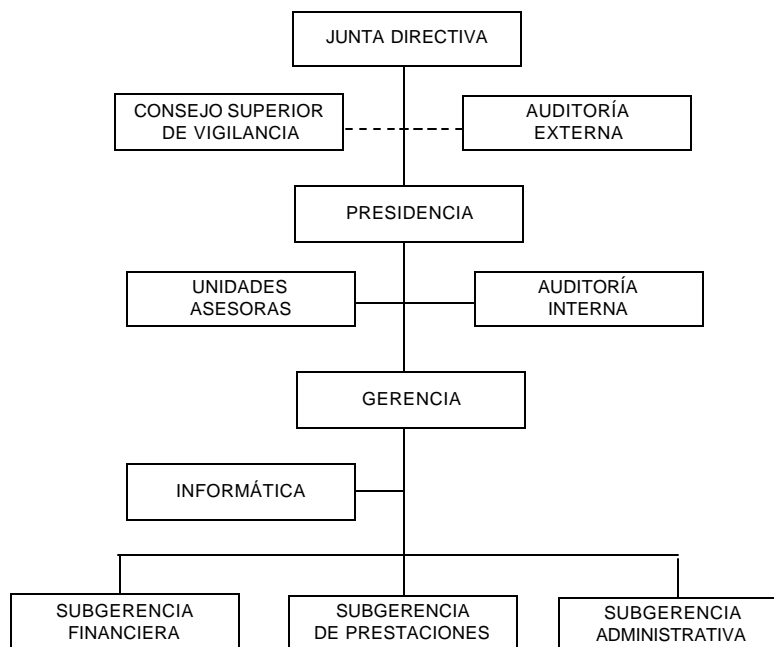 JUNTA DIRECTIVA
CONSEJO SUPERIOR
DE VIGILANCIA
AUDITORÍA
EXTERNA
PRESIDENCIA
UNIDADES
ASESORAS
AUDITORÍA
INTERNA
GERENCIA
INFORMÁTICA
SUBGERENCIA
FINANCIERA
SUBGERENCIA
DE PRESTACIONES
SUBGERENCIA
ADMINISTRATIVA